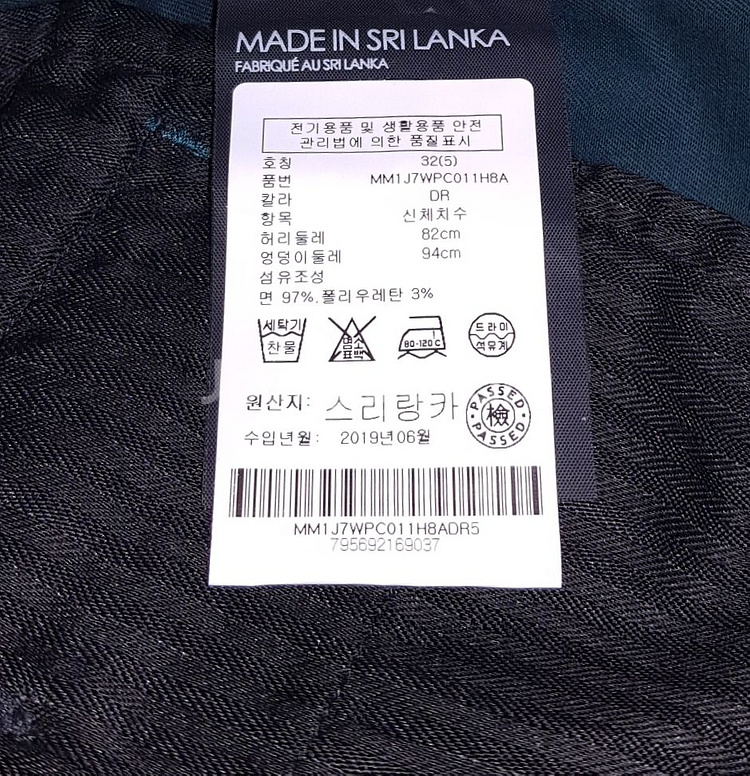 MADE IN SRI LANKA
FABRIQUÉ AU SRI LANKA
전기용품 및 생활용품 안전
관리법에 의한 품질표시
호칭 32(5)
품번 MM1J7WPC011H8A
칼라 DR
항목 신체치수
허리둘레 82cm
엉덩이둘레 94cm
섬유조성
면 97%.폴리우레탄 3%
세탁기 찬물
염소 표백
80-120 C
드라이 석유계
원산지: 스리랑카
PASSED 檢 PASSED
수입년월: 2019년06월
MM1J7WPC011H8ADR5
795692169037